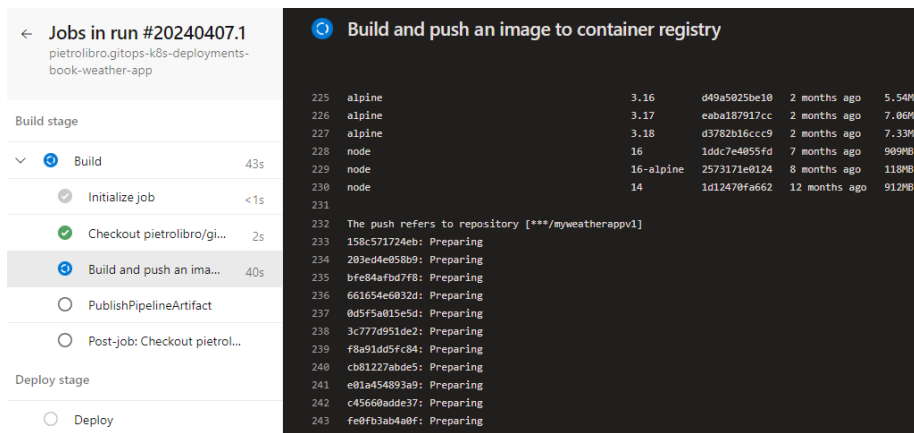 ← Jobs in run #20240407.1
pietrolibro.gitops-k8s-deployments-
book-weather-app
Build stage
Build 43s
Initialize job <1s
Checkout pietrolibro/gi... 2s
Build and push an ima... 40s
PublishPipelineArtifact
Post-job: Checkout pietrol...
Deploy stage
Deploy
Build and push an image to container registry
225 alpine 3.16 d49a5025be10 2 months ago 5.54M
226 alpine 3.17 eaba187917cc 2 months ago 7.06M
227 alpine 3.18 d3782b16ccc9 2 months ago 7.33M
228 node 16 1ddc7e4055fd 7 months ago 909MB
229 node 16-alpine 2573171e0124 8 months ago 118MB
230 node 14 1d12470fa662 12 months ago 912MB
231
232 The push refers to repository [***/myweatherappv1]
233 158c571724eb: Preparing
234 203ed4e058b9: Preparing
235 bfe84afbd7f8: Preparing
236 661654e6032d: Preparing
237 0d5f5a015e5d: Preparing
238 3c777d951de2: Preparing
239 f8a91dd5fc84: Preparing
240 cb81227abde5: Preparing
241 e01a454893a9: Preparing
242 c45660adde37: Preparing
243 fe0fb3ab4a0f: Preparing